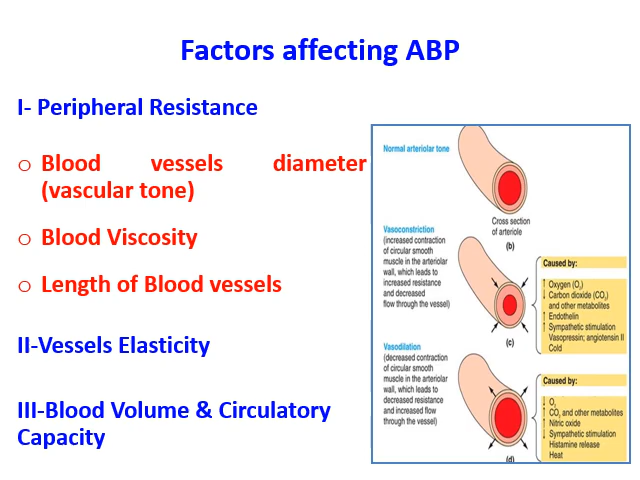 Factors affecting ABP
I- Peripheral Resistance
o Blood vessels diameter
(vascular tone)
o Blood Viscosity
o Length of Blood vessels
II-Vessels Elasticity
III-Blood Volume & Circulatory
Capacity
Normal arteriolar tone
Cross section
of arteriole
(b)
Vasoconstriction
(increased contraction
of circular smooth
muscle in the arteriolar
wall, which leads to
increased resistance
and decreased
flow through the vessel)
(c)
Caused by:
↑ Oxygen (O₂)
↓ Carbon dioxide (CO₂)
and other metabolites
↑ Endothelin
↑ Sympathetic stimulation
Vasopressin; angiotensin II
Cold
Vasodilation
(decreased contraction
of circular smooth
muscle in the arteriolar
wall, which leads to
decreased resistance
and increased flow
through the vessel)
(d)
Caused by:
↓ O₂
↑ CO₂ and other metabolites
↑ Nitric oxide
↓ Sympathetic stimulation
Histamine release
Heat